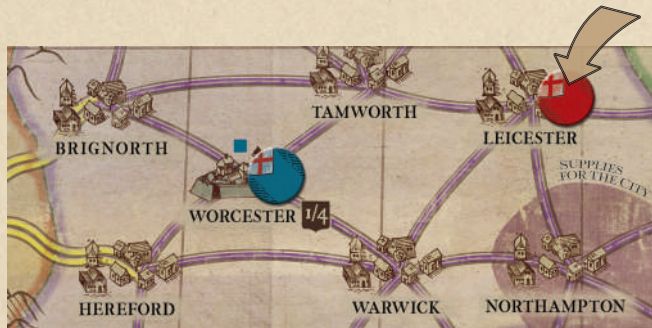 TAMWORTH
LEICESTER
BRIGNORTH
SUPPLIES
FOR THE CITY
WORCESTER 1/4
HEREFORD
WARWICK
NORTHAMPTON